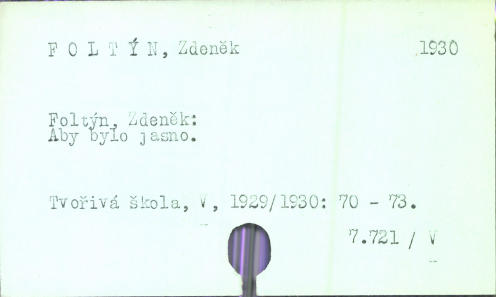 F O L T Ý N, Zdeněk 1930
Foltýn, Zdeněk:
Aby bylo jasno.
Tvořivá škola, V, 1929/1930: 70 - 73.
7.721 / V